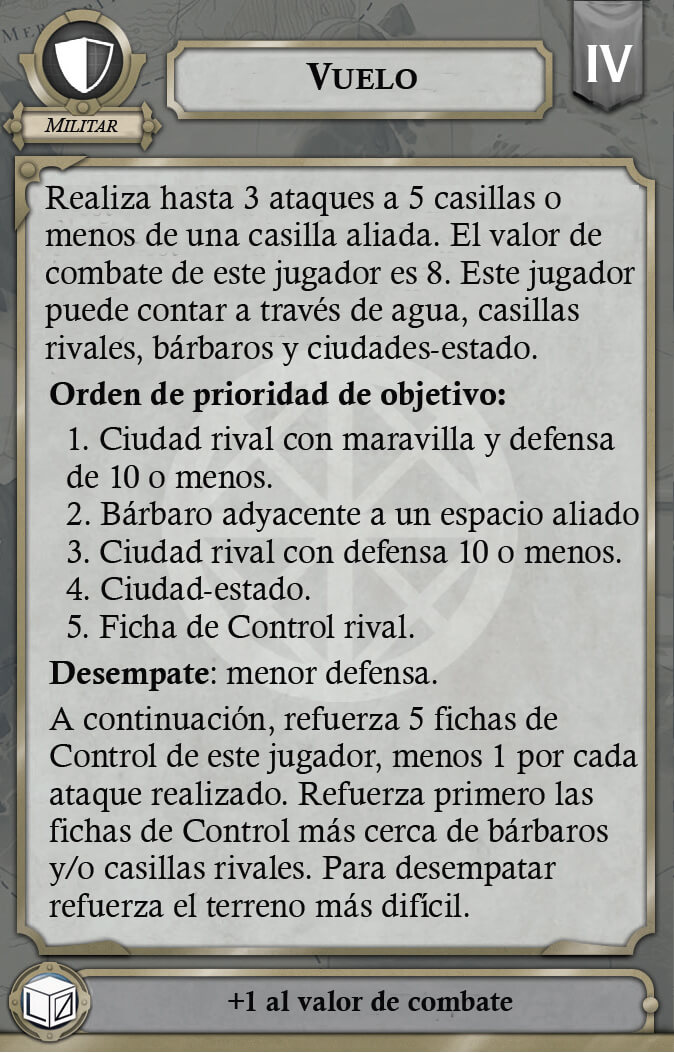 VUELO
IV
MILITAR
Realiza hasta 3 ataques a 5 casillas o
menos de una casilla aliada. El valor de
combate de este jugador es 8. Este jugador
puede contar a través de agua, casillas
rivales, bárbaros y ciudades-estado.
Orden de prioridad de objetivo:
1. Ciudad rival con maravilla y defensa
de 10 o menos.
2. Bárbaro adyacente a un espacio aliado
3. Ciudad rival con defensa 10 o menos.
4. Ciudad-estado.
5. Ficha de Control rival.
Desempate: menor defensa.
A continuación, refuerza 5 fichas de
Control de este jugador, menos 1 por cada
ataque realizado. Refuerza primero las
fichas de Control más cerca de bárbaros
y/o casillas rivales. Para desempatar
refuerza el terreno más difícil.
+1 al valor de combate